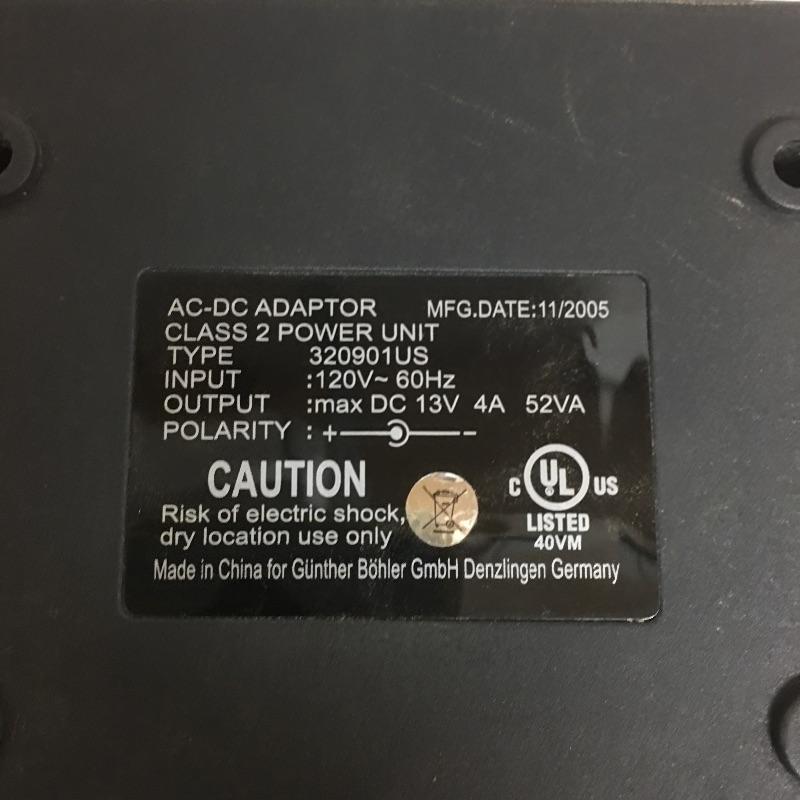 AC-DC ADAPTOR MFG.DATE:11/2005
CLASS 2 POWER UNIT
TYPE 320901US
INPUT :120V~ 60Hz
OUTPUT :max DC 13V 4A 52VA
POLARITY : + -
CAUTION
Risk of electric shock,
dry location use only
C UL US
LISTED
40VM
Made in China for Günther Böhler GmbH Denzlingen Germany